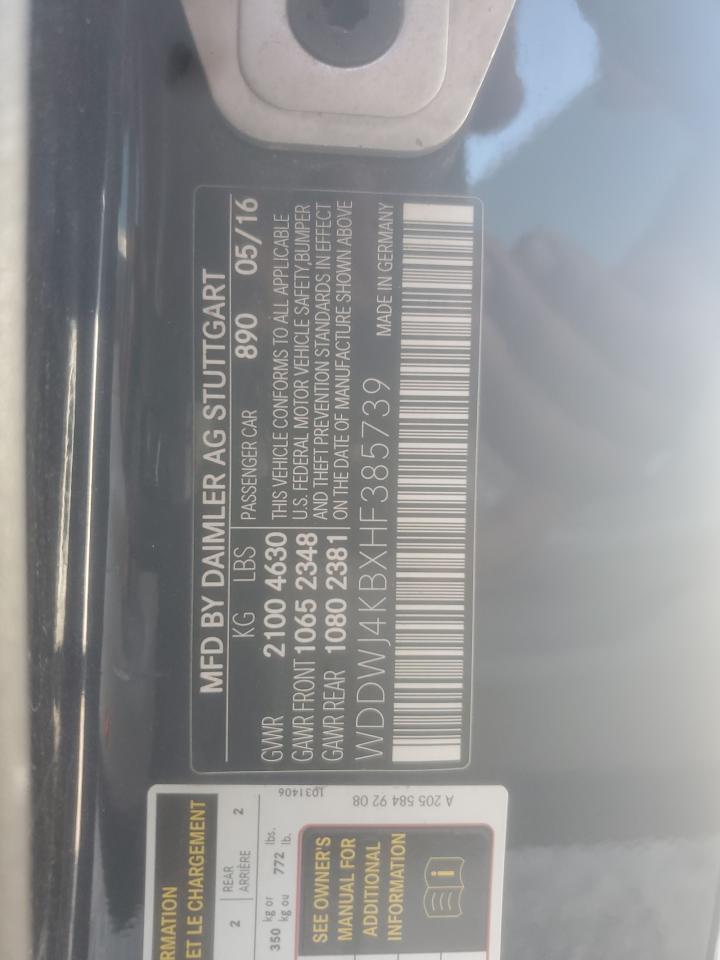 MFD BY DAIMLER AG STUTTGART
KG LBS PASSENGER CAR 890 05/16
GVWR 2100 4630 THIS VEHICLE CONFORMS TO ALL APPLICABLE
GAWR FRONT 1065 2348 U.S. FEDERAL MOTOR VEHICLE SAFETY,BUMPER
GAWR REAR 1080 2381 AND THEFT PREVENTION STANDARDS IN EFFECT
ON THE DATE OF MANUFACTURE SHOWN ABOVE
WDDWJ4KBXHF385739 MADE IN GERMANY
RMATION
ET LE CHARGEMENT
2 REAR 2
ARRIÈRE
350 kg or 772 lbs.
kg ou lb.
1031406
A 205 584 92 08
SEE OWNER'S
MANUAL FOR
ADDITIONAL
INFORMATION
i